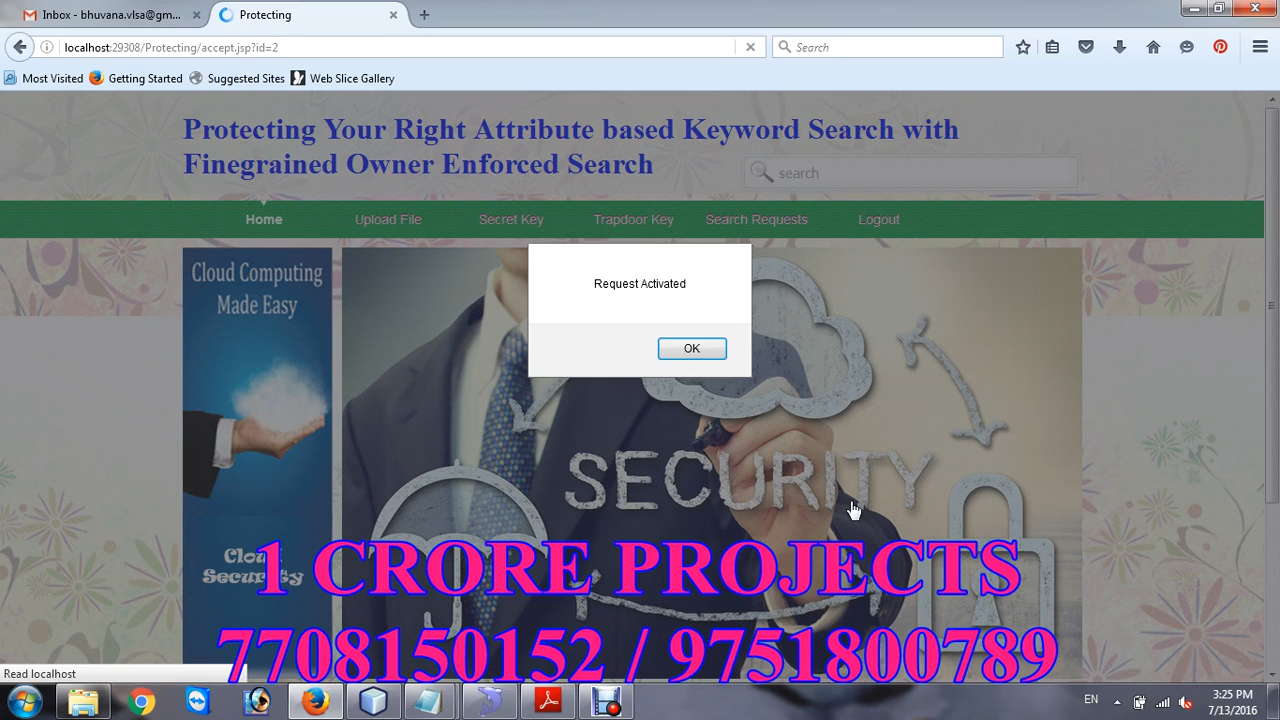 Inbox - bhuvana.vlsa@gm...
Protecting
localhost:29308/Protecting/accept.jsp?id=2
Search
Most Visited
Getting Started
Suggested Sites
Web Slice Gallery
Protecting Your Right Attribute based Keyword Search with
Finegrained Owner Enforced Search
search
Home
Upload File
Secret Key
Trapdoor Key
Search Requests
Logout
Cloud Computing
Made Easy
Request Activated
OK
SECURITY
Cloud
Security
1 CRORE PROJECTS
7708150152 / 9751800789
Read localhost
EN
3:25 PM
7/13/2016